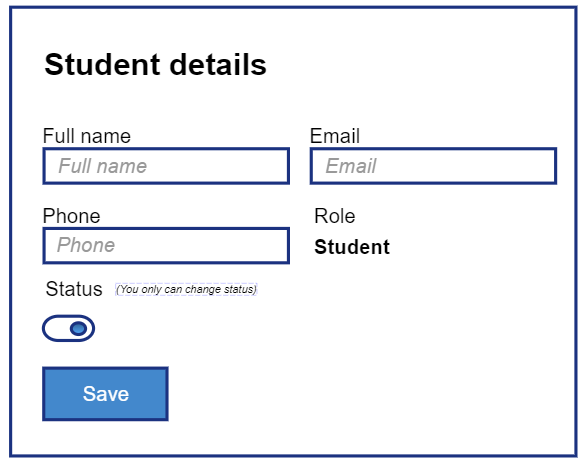 Student details
Full name
Email
Full name
Email
Phone
Role
Phone
Student
Status (You only can change status)
Save